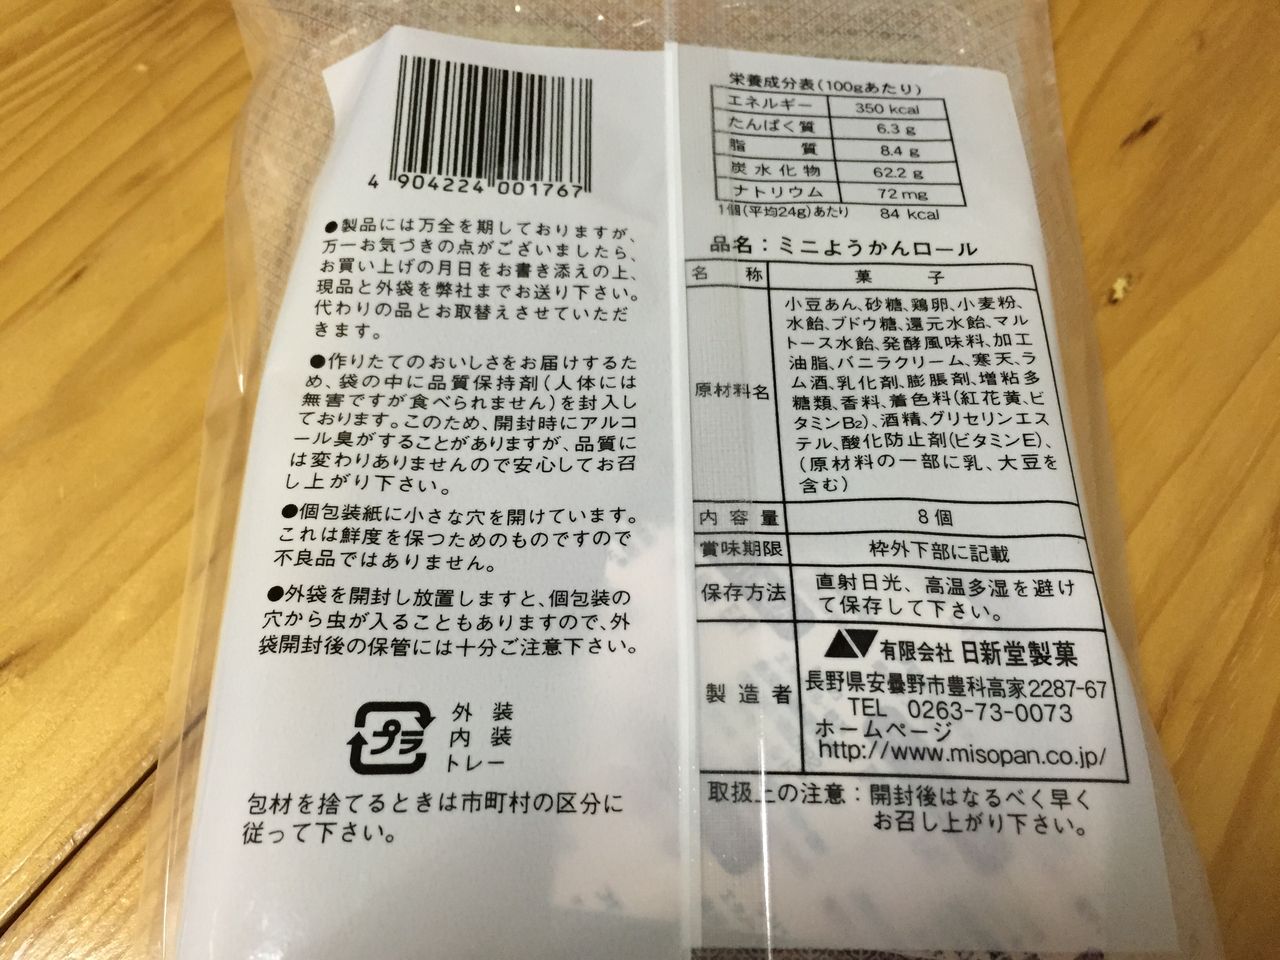 4 904224 001767
●製品には万全を期しておりますが、
万一お気づきの点がございましたら、
お買い上げの月日をお書き添えの上、
現品と外袋を弊社までお送り下さい。
代わりの品とお取替えさせていただ
きます。
●作りたてのおいしさをお届けするた
め、袋の中に品質保持剤(人体には
無害ですが食べられません)を封入し
ております。このため、開封時にアルコ
ール臭がすることがありますが、品質に
は変わりありませんので安心してお召
し上がり下さい。
●個包装紙に小さな穴を開けています。
これは鮮度を保つためのものですので
不良品ではありません。
●外袋を開封し放置しますと、個包装の
穴から虫が入ることもありますので、外
袋開封後の保管には十分ご注意下さい。
プラ
外装
内装
トレー
包材を捨てるときは市町村の区分に
従って下さい。
栄養成分表(100gあたり)
エネルギー 350 kcal
たんぱく質 6.3 g
脂質 8.4 g
炭水化物 62.2 g
ナトリウム 72 mg
1個(平均24g)あたり 84 kcal
品名：ミニようかんロール
名称 菓子
原材料名
小豆あん、砂糖、鶏卵、小麦粉、
水飴、ブドウ糖、還元水飴、マル
トース水飴、発酵風味料、加工
油脂、バニラクリーム、寒天、ラ
ム酒、乳化剤、膨脹剤、増粘多
糖類、香料、着色料(紅花黄、ビ
タミンB₂)、酒精、グリセリンエス
テル、酸化防止剤(ビタミンE)、
(原材料の一部に乳、大豆を
含む)
内容量 8個
賞味期限 枠外下部に記載
保存方法
直射日光、高温多湿を避け
て保存して下さい。
製造者
有限会社 日新堂製菓
長野県安曇野市豊科高家2287-67
TEL 0263-73-0073
ホームページ
http://www.misopan.co.jp/
取扱上の注意：開封後はなるべく早く
お召し上がり下さい。